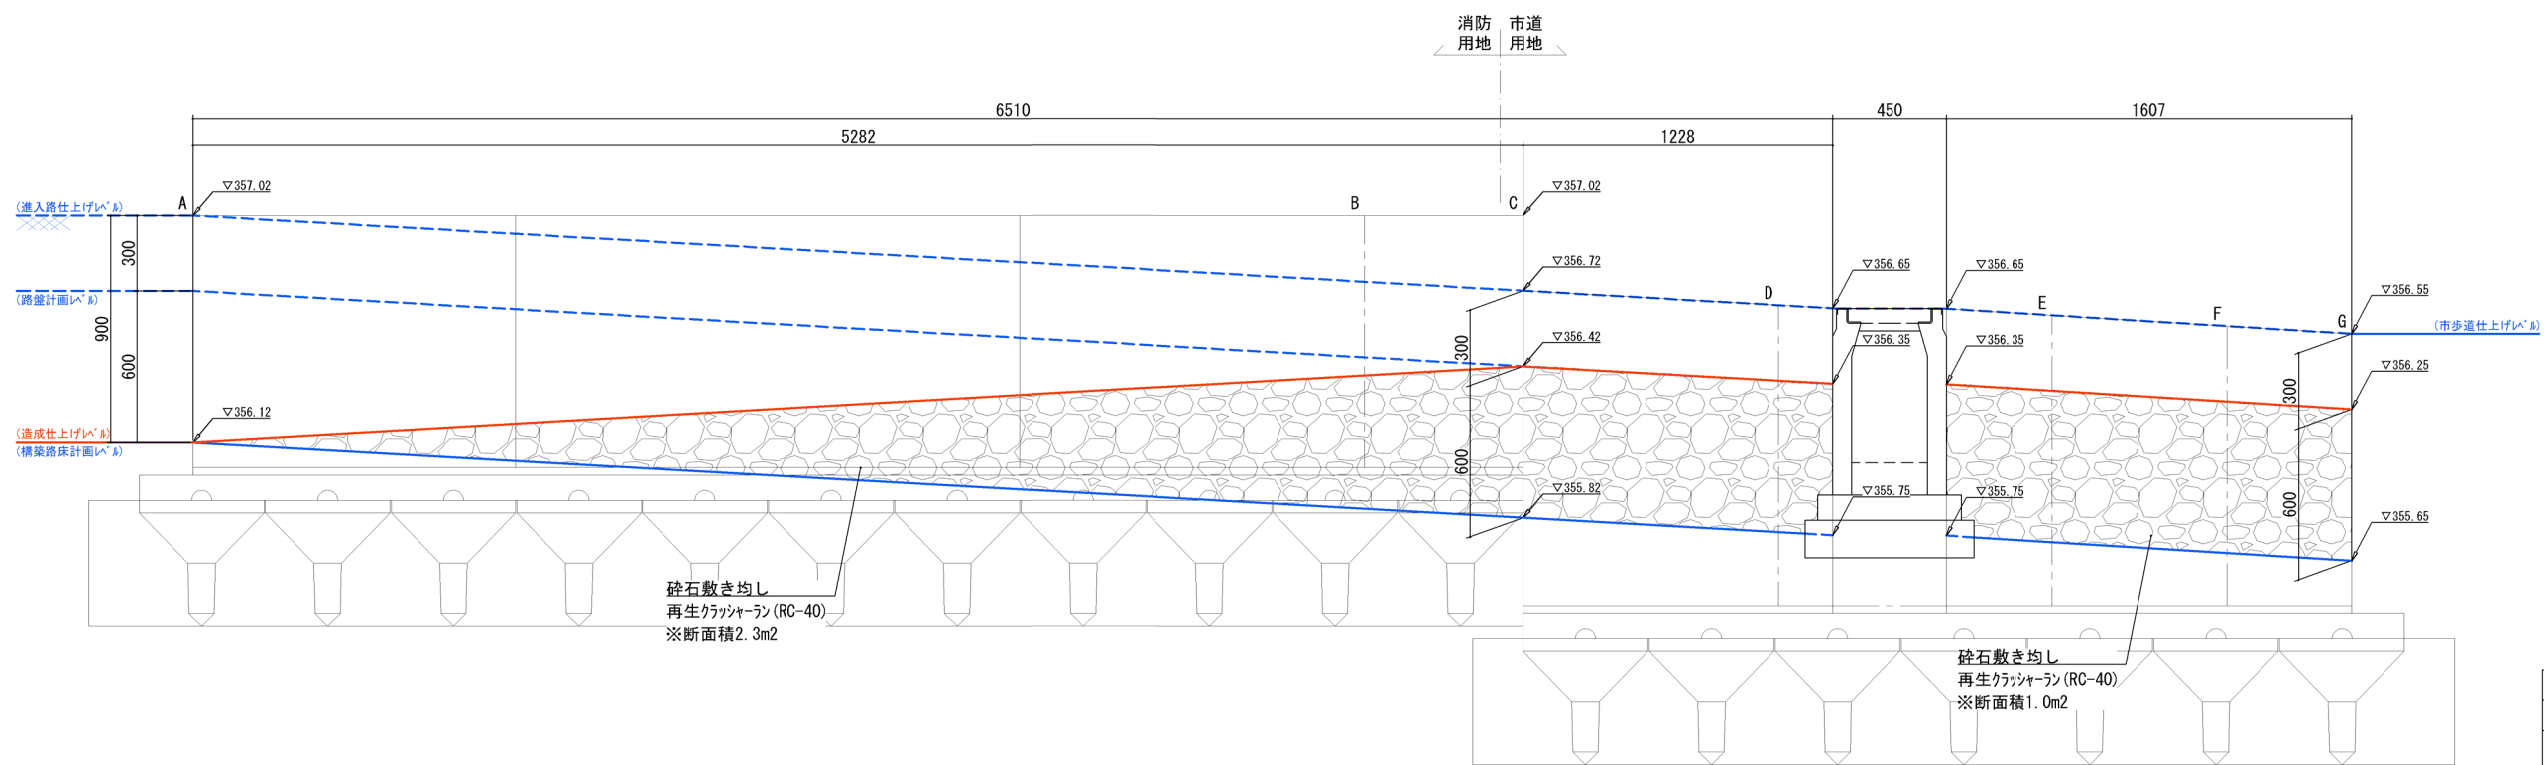 消防 市道
用地 用地
6510
450
1607
5282
1228
▽357.02
▽357.02
(進入路仕上げﾚﾍﾞﾙ)
A
B
C
300
▽356.72
▽356.65
▽356.65
(路盤計画ﾚﾍﾞﾙ)
D
E
F
G
▽356.55
(市歩道仕上げﾚﾍﾞﾙ)
900
600
300
▽356.42
▽356.35
▽356.35
300
▽356.25
▽356.12
(造成仕上げﾚﾍﾞﾙ)
(構築路床計画ﾚﾍﾞﾙ)
600
▽355.82
▽355.75
▽355.75
600
▽355.65
砕石敷き均し
再生ｸﾗｯｼｬｰﾗﾝ(RC-40)
※断面積2.3m2
砕石敷き均し
再生ｸﾗｯｼｬｰﾗﾝ(RC-40)
※断面積1.0m2